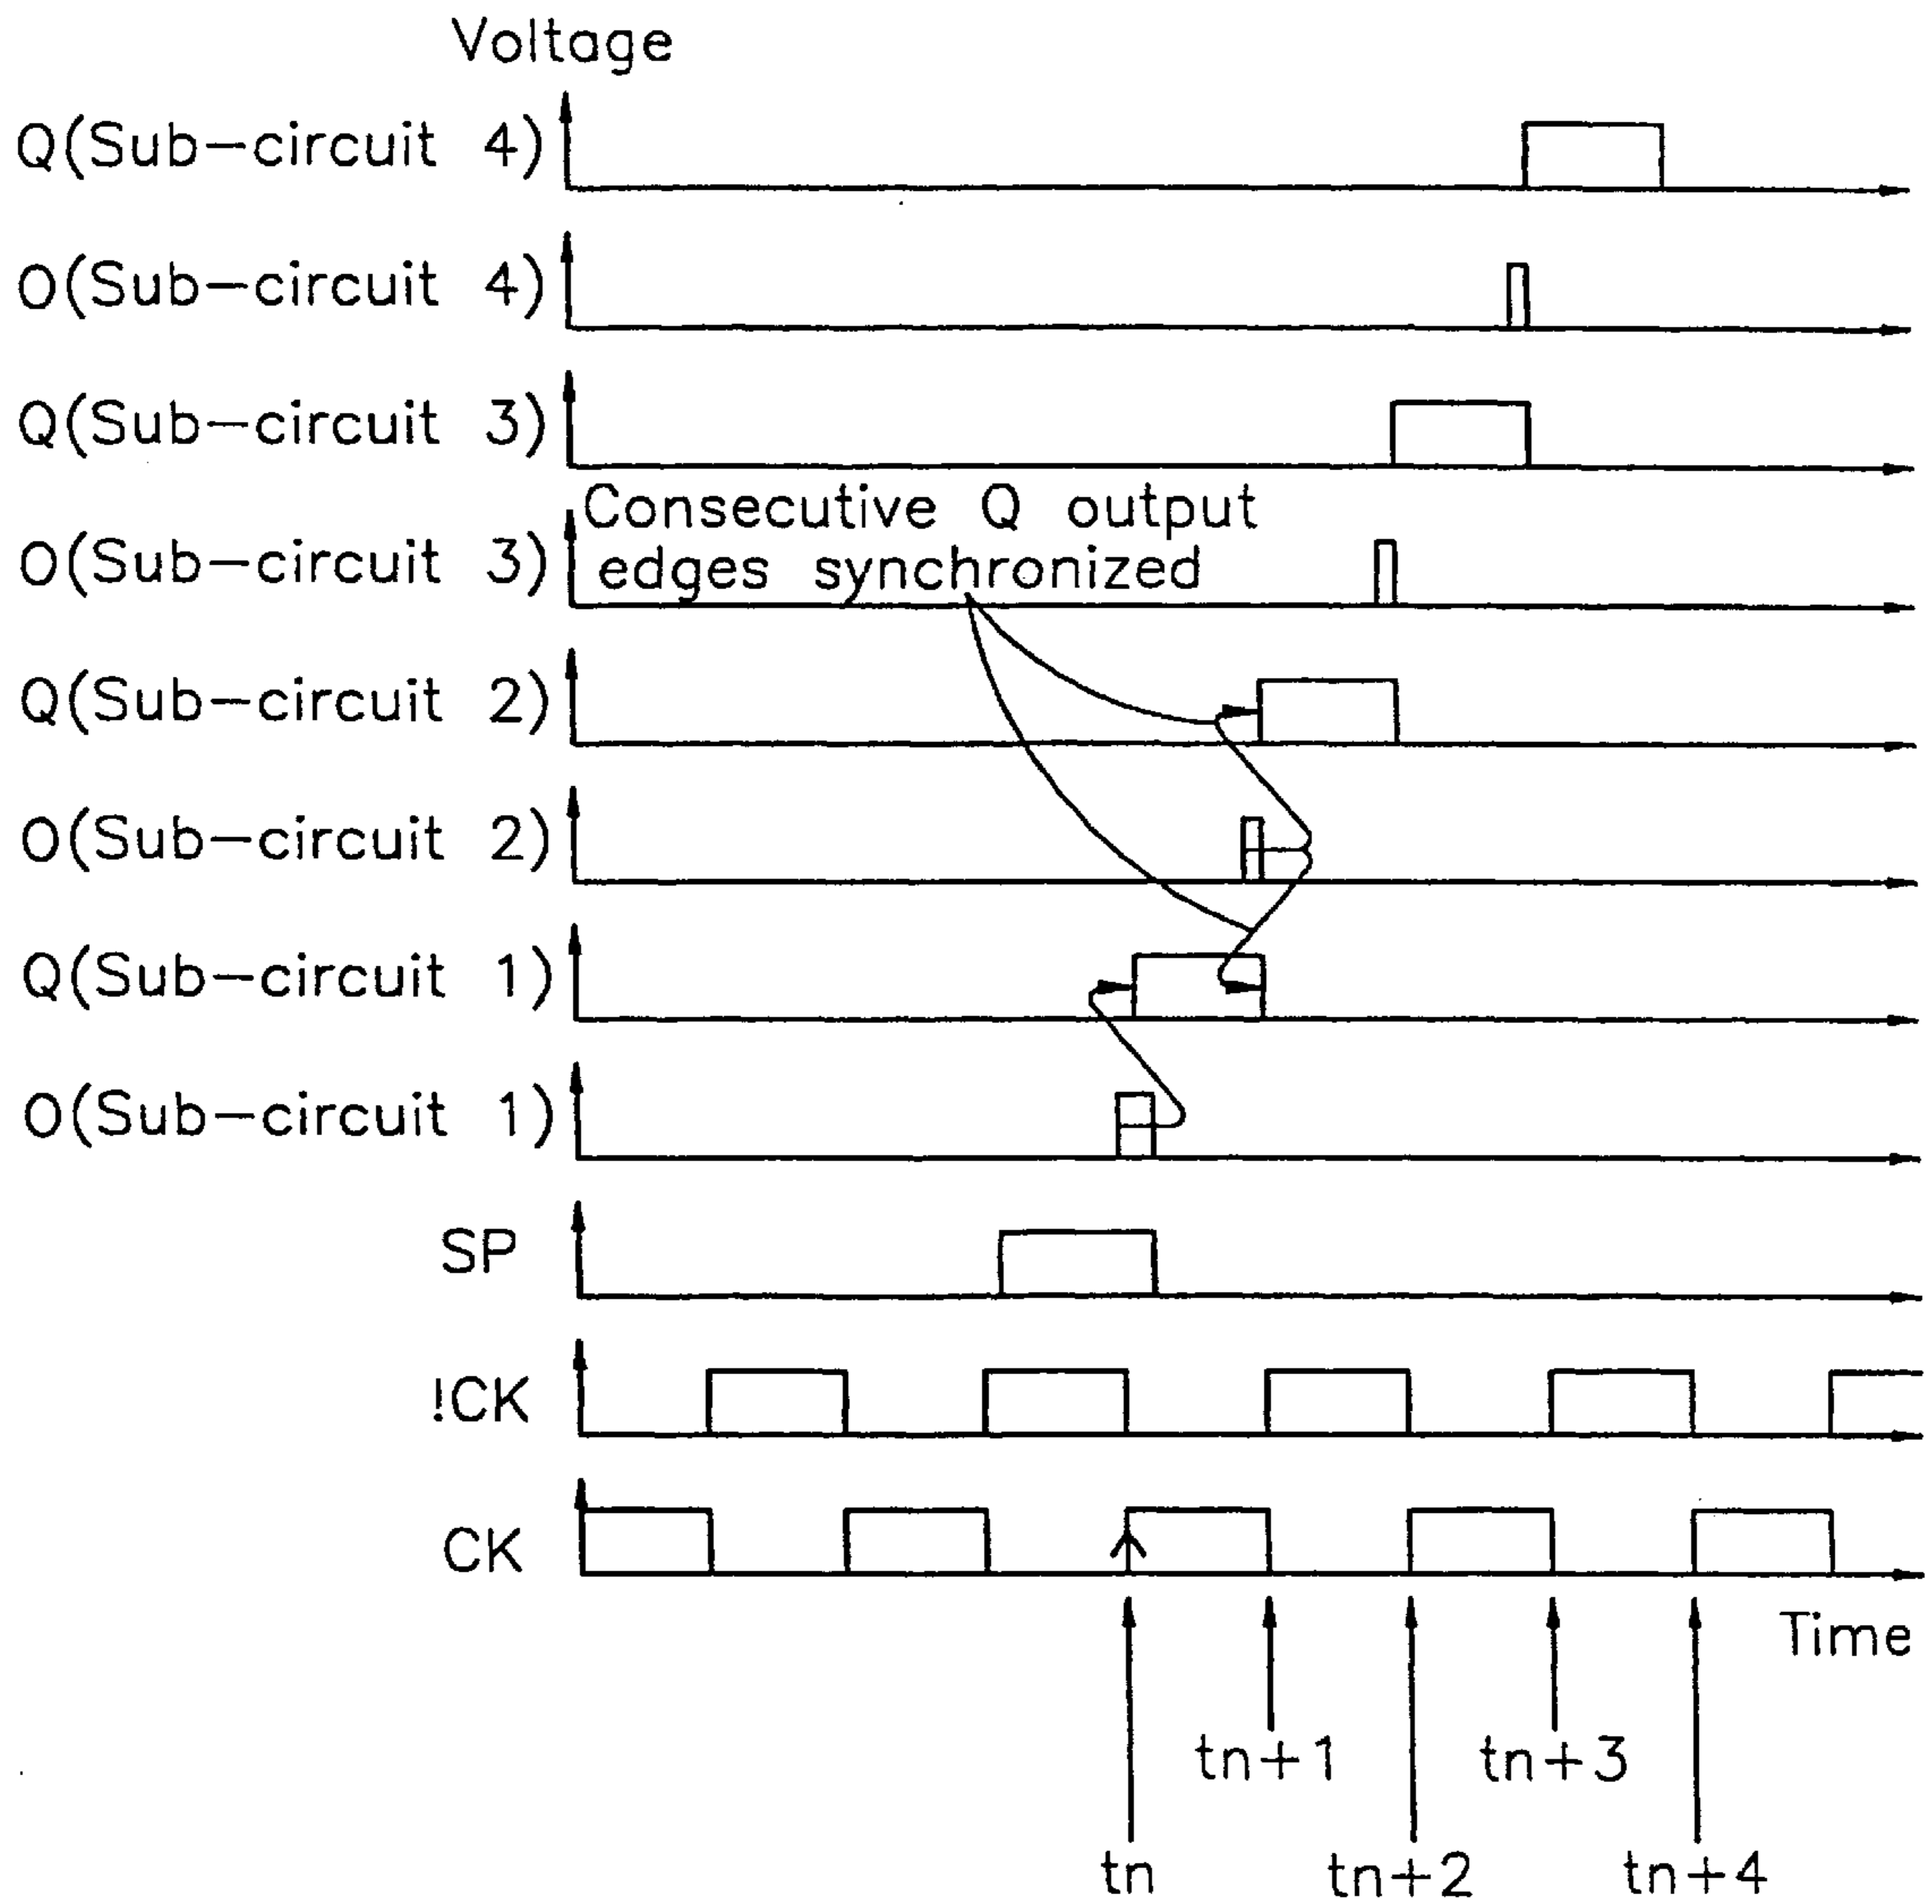 Voltage
Q(Sub-circuit 4)
O(Sub-circuit 4)
Q(Sub-circuit 3)
Consecutive Q output
edges synchronized
O(Sub-circuit 3)
Q(Sub-circuit 2)
O(Sub-circuit 2)
Q(Sub-circuit 1)
O(Sub-circuit 1)
SP
!CK
CK
Time
tn+1
tn+3
tn
tn+2
tn+4